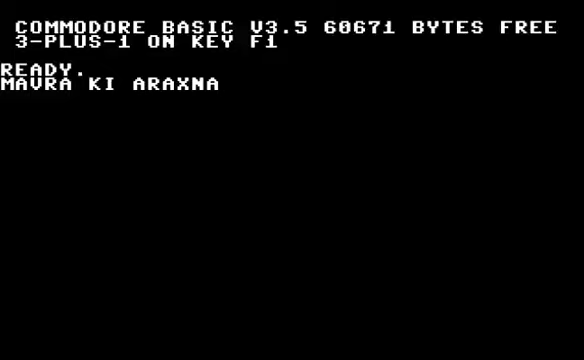 COMMODORE BASIC V3.5 60671 BYTES FREE
3-PLUS-1 ON KEY F1
READY.
MAVRA KI ARAXNA